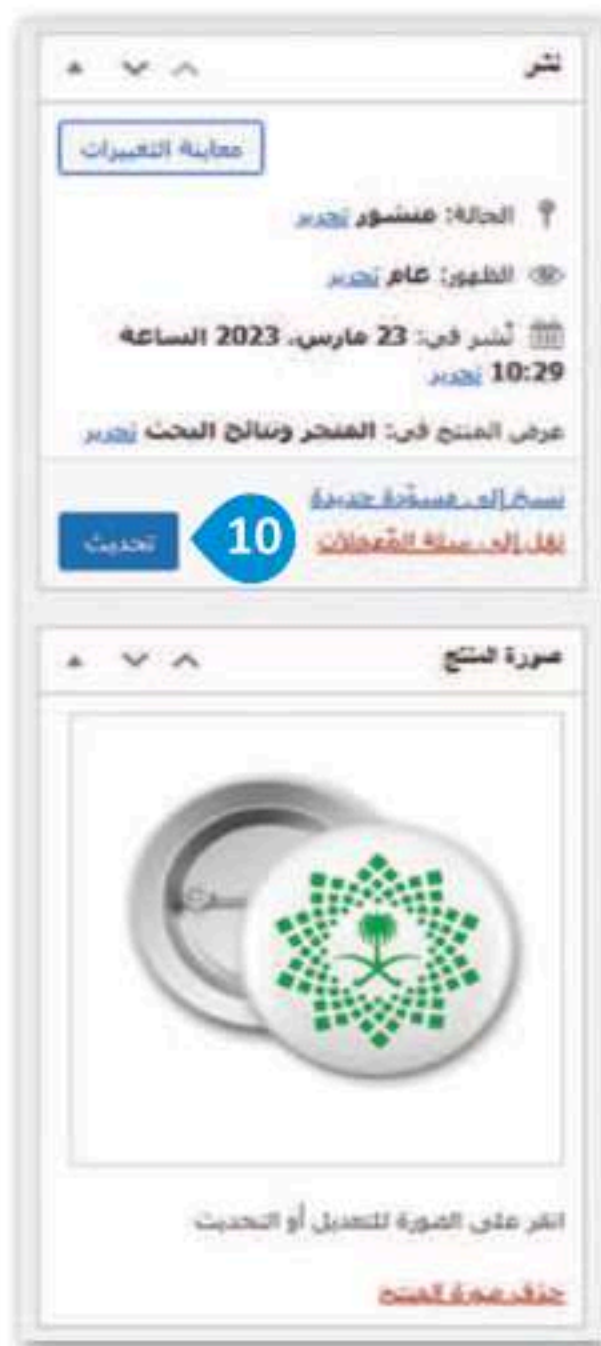 نشر
معاينة التغييرات
الحالة: منشور تحرير
الظهور: عام تحرير
نُشر في: 23 مارس، 2023 الساعة
10:29 تحرير
عرض المنتج في: المتجر ونتائج البحث تحرير
نسخ إلى مسودة جديدة
نقل إلى سلة المُهملات
10
تحديث
صورة المنتج
انقر على الصورة للتعديل أو التحديث
حذف صورة المنتج